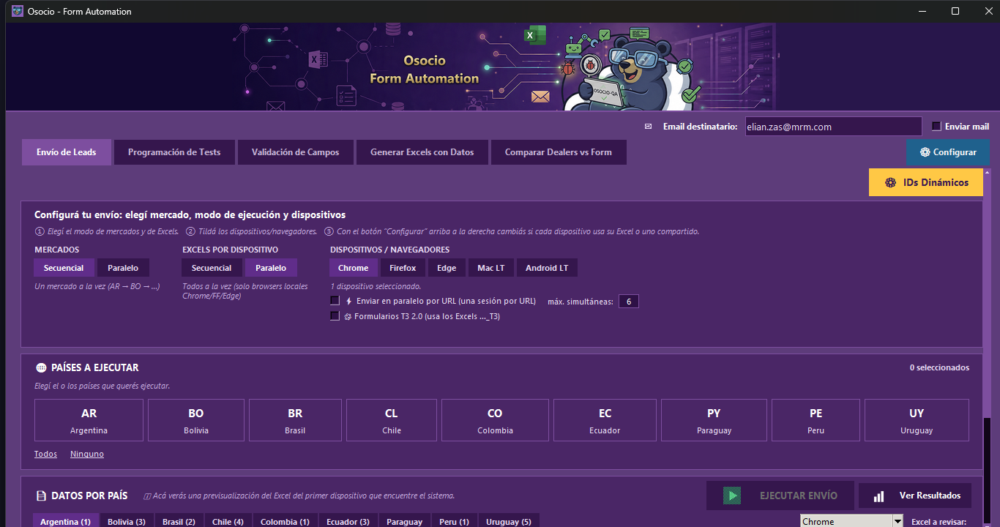 Osocio - Form Automation
Osocio
Form Automation
OSOCIO-QA
Email destinatario: elian.zas@mrm.com Enviar mail
Envío de Leads Programación de Tests Validación de Campos Generar Excels con Datos Comparar Dealers vs Form Configurar
IDs Dinámicos
Configurá tu envío: elegí mercado, modo de ejecución y dispositivos
① Elegí el modo de mercados y de Excels. ② Tildá los dispositivos/navegadores. ③ Con el botón "Configurar" arriba a la derecha cambiás si cada dispositivo usa su Excel o uno compartido.
MERCADOS EXCELS POR DISPOSITIVO DISPOSITIVOS / NAVEGADORES
Secuencial Paralelo Secuencial Paralelo Chrome Firefox Edge Mac LT Android LT
Un mercado a la vez (AR → BO → ...) Todos a la vez (solo browsers locales 1 dispositivo seleccionado.
Chrome/FF/Edge)
Enviar en paralelo por URL (una sesión por URL) máx. simultáneas: 6
Formularios T3 2.0 (usa los Excels ..._T3)
PAÍSES A EJECUTAR 0 seleccionados
Elegí el o los países que querés ejecutar.
AR BO BR CL CO EC PY PE UY
Argentina Bolivia Brasil Chile Colombia Ecuador Paraguay Peru Uruguay
Todos Ninguno
DATOS POR PAÍS Acá verás una previsualización del Excel del primer dispositivo que encuentre el sistema. EJECUTAR ENVÍO Ver Resultados
Argentina (1) Bolivia (3) Brasil (2) Chile (4) Colombia (1) Ecuador (3) Paraguay Peru (1) Uruguay (5) Chrome Excel a revisar: